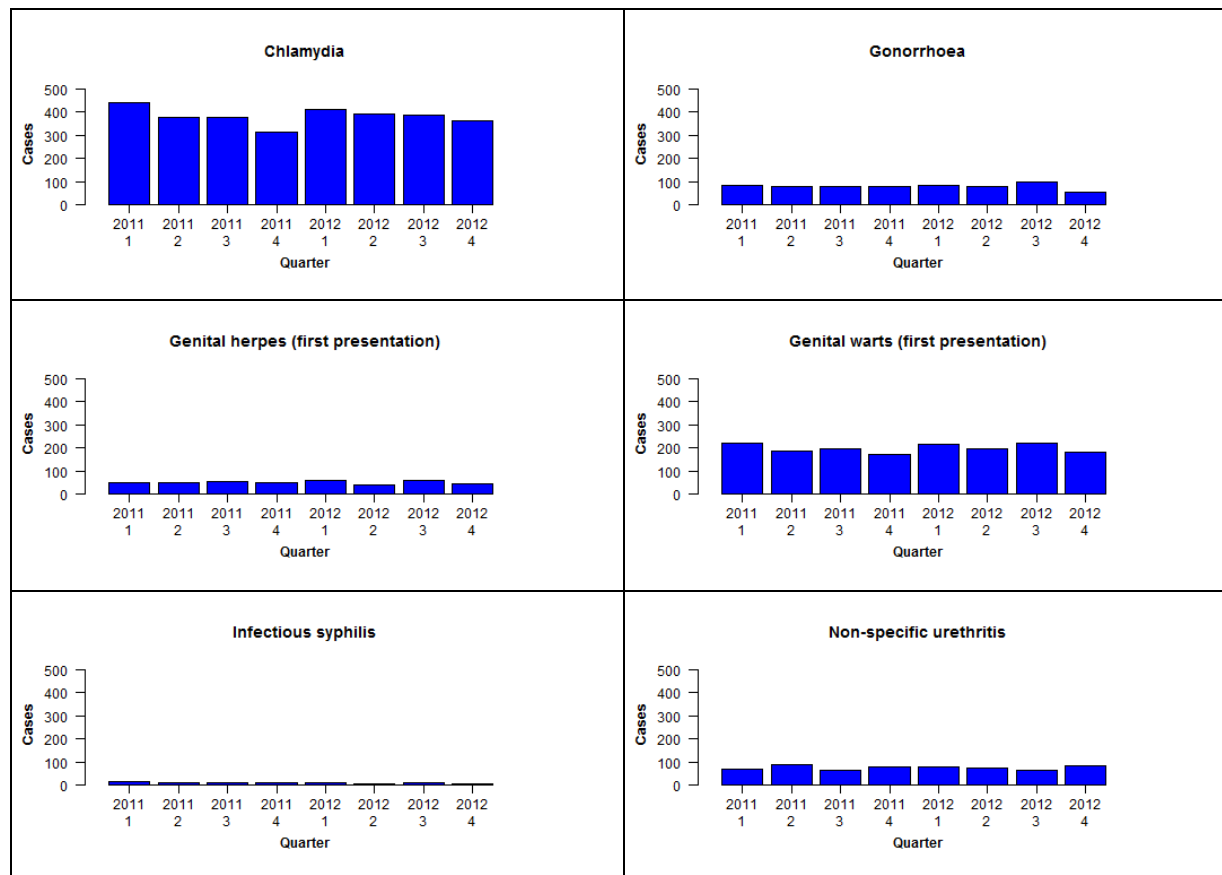 Chlamydia
500
400
300
200
100
0
Cases
2011 2011 2011 2011 2012 2012 2012 2012
1 2 3 4 1 2 3 4
Quarter
Gonorrhoea
500
400
300
200
100
0
Cases
2011 2011 2011 2011 2012 2012 2012 2012
1 2 3 4 1 2 3 4
Quarter
Genital herpes (first presentation)
500
400
300
200
100
0
Cases
2011 2011 2011 2011 2012 2012 2012 2012
1 2 3 4 1 2 3 4
Quarter
Genital warts (first presentation)
500
400
300
200
100
0
Cases
2011 2011 2011 2011 2012 2012 2012 2012
1 2 3 4 1 2 3 4
Quarter
Infectious syphilis
500
400
300
200
100
0
Cases
2011 2011 2011 2011 2012 2012 2012 2012
1 2 3 4 1 2 3 4
Quarter
Non-specific urethritis
500
400
300
200
100
0
Cases
2011 2011 2011 2011 2012 2012 2012 2012
1 2 3 4 1 2 3 4
Quarter